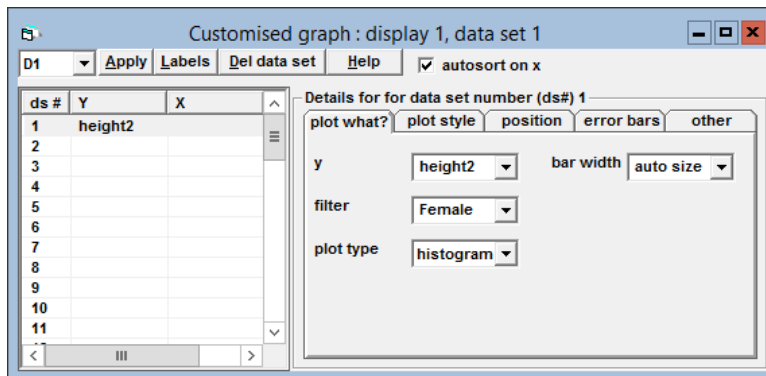 Customised graph : display 1, data set 1
D1 Apply Labels Del data set Help autosort on x
ds # Y X
1 height2
2
3
4
5
6
7
8
9
10
11
Details for for data set number (ds#) 1
plot what? plot style position error bars other
y height2 bar width auto size
filter Female
plot type histogram